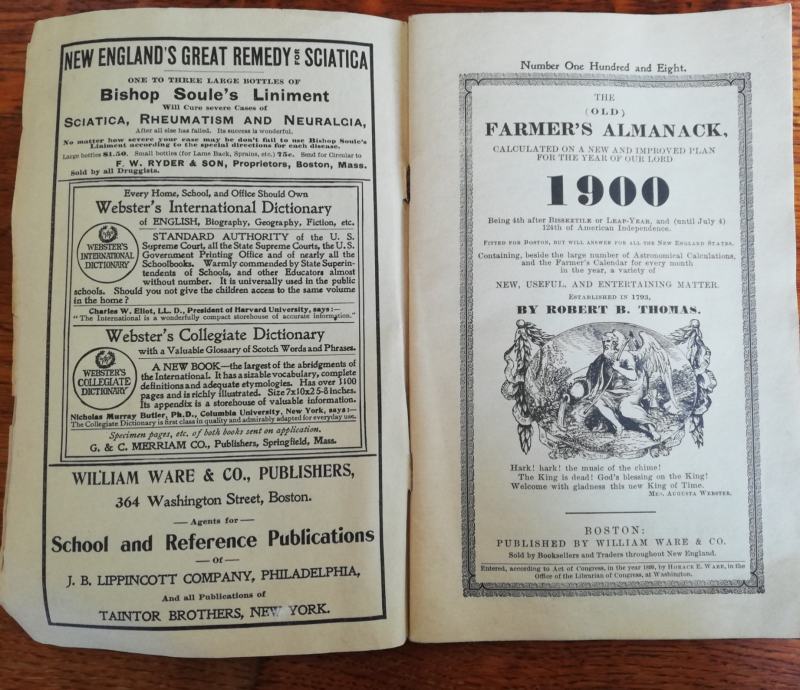 NEW ENGLAND'S GREAT REMEDY FOR SCIATICA
ONE TO THREE LARGE BOTTLES OF
Bishop Soule's Liniment
Will Cure severe Cases of
SCIATICA, RHEUMATISM AND NEURALGIA,
After all else has failed. Its success is wonderful.
No matter how severe your case may be don't fail to use Bishop Soule's
Liniment according to the special directions for each disease.
Large bottles $1.50. Small bottles (for Lame Back, Sprains, etc.) 75c. Send for Circular to
F. W. RYDER & SON, Proprietors, Boston, Mass.
Sold by all Druggists.
Every Home, School, and Office Should Own
Webster's International Dictionary
of ENGLISH, Biography, Geography, Fiction, etc.
WEBSTER'S
INTERNATIONAL
DICTIONARY
STANDARD AUTHORITY of the U. S.
Supreme Court, all the State Supreme Courts, the U. S.
Government Printing Office and of nearly all the
Schoolbooks. Warmly commended by State Superin-
tendents of Schools, and other Educators almost
without number. It is universally used in the public
schools. Should you not give the children access to the same volume
in the home?
Charles W. Eliot, LL. D., President of Harvard University, says:—
"The International is a wonderfully compact storehouse of accurate information."
Webster's Collegiate Dictionary
with a Valuable Glossary of Scotch Words and Phrases.
WEBSTER'S
COLLEGIATE
DICTIONARY
A NEW BOOK—the largest of the abridgments of
the International. It has a sizable vocabulary, complete
definitions and adequate etymologies. Has over 1100
pages and is richly illustrated. Size 7x10x2 5-8 inches.
Its appendix is a storehouse of valuable information.
Nicholas Murray Butler, Ph.D., Columbia University, New York, says:—
The Collegiate Dictionary is first class in quality and admirably adapted for everyday use.
Specimen pages, etc. of both books sent on application.
G. & C. MERRIAM CO., Publishers, Springfield, Mass.
WILLIAM WARE & CO., PUBLISHERS,
364 Washington Street, Boston.
— Agents for —
School and Reference Publications
— OF —
J. B. LIPPINCOTT COMPANY, PHILADELPHIA,
And all Publications of
TAINTOR BROTHERS, NEW YORK.
Number One Hundred and Eight.
THE
(OLD)
FARMER'S ALMANACK,
CALCULATED ON A NEW AND IMPROVED PLAN
FOR THE YEAR OF OUR LORD
1900
Being 4th after BISSEXTILE or LEAP-YEAR, and (until July 4)
124th of American Independence.
FITTED FOR BOSTON, BUT WILL ANSWER FOR ALL THE NEW ENGLAND STATES.
Containing, beside the large number of Astronomical Calculations,
and the Farmer's Calendar for every month
in the year, a variety of
NEW, USEFUL, AND ENTERTAINING MATTER.
ESTABLISHED IN 1793,
BY ROBERT B. THOMAS.
Hark! hark! the music of the chime!
The King is dead! God's blessing on the King!
Welcome with gladness this new King of Time.
MRS. AUGUSTA WEBSTER.
BOSTON:
PUBLISHED BY WILLIAM WARE & CO.
Sold by Booksellers and Traders throughout New England.
Entered, according to Act of Congress, in the year 1899, by HORACE E. WARE, in the
Office of the Librarian of Congress, at Washington.